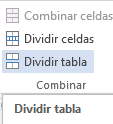 Combinar celdas
Dividir celdas
Dividir tabla
Combinar
Dividir tabla